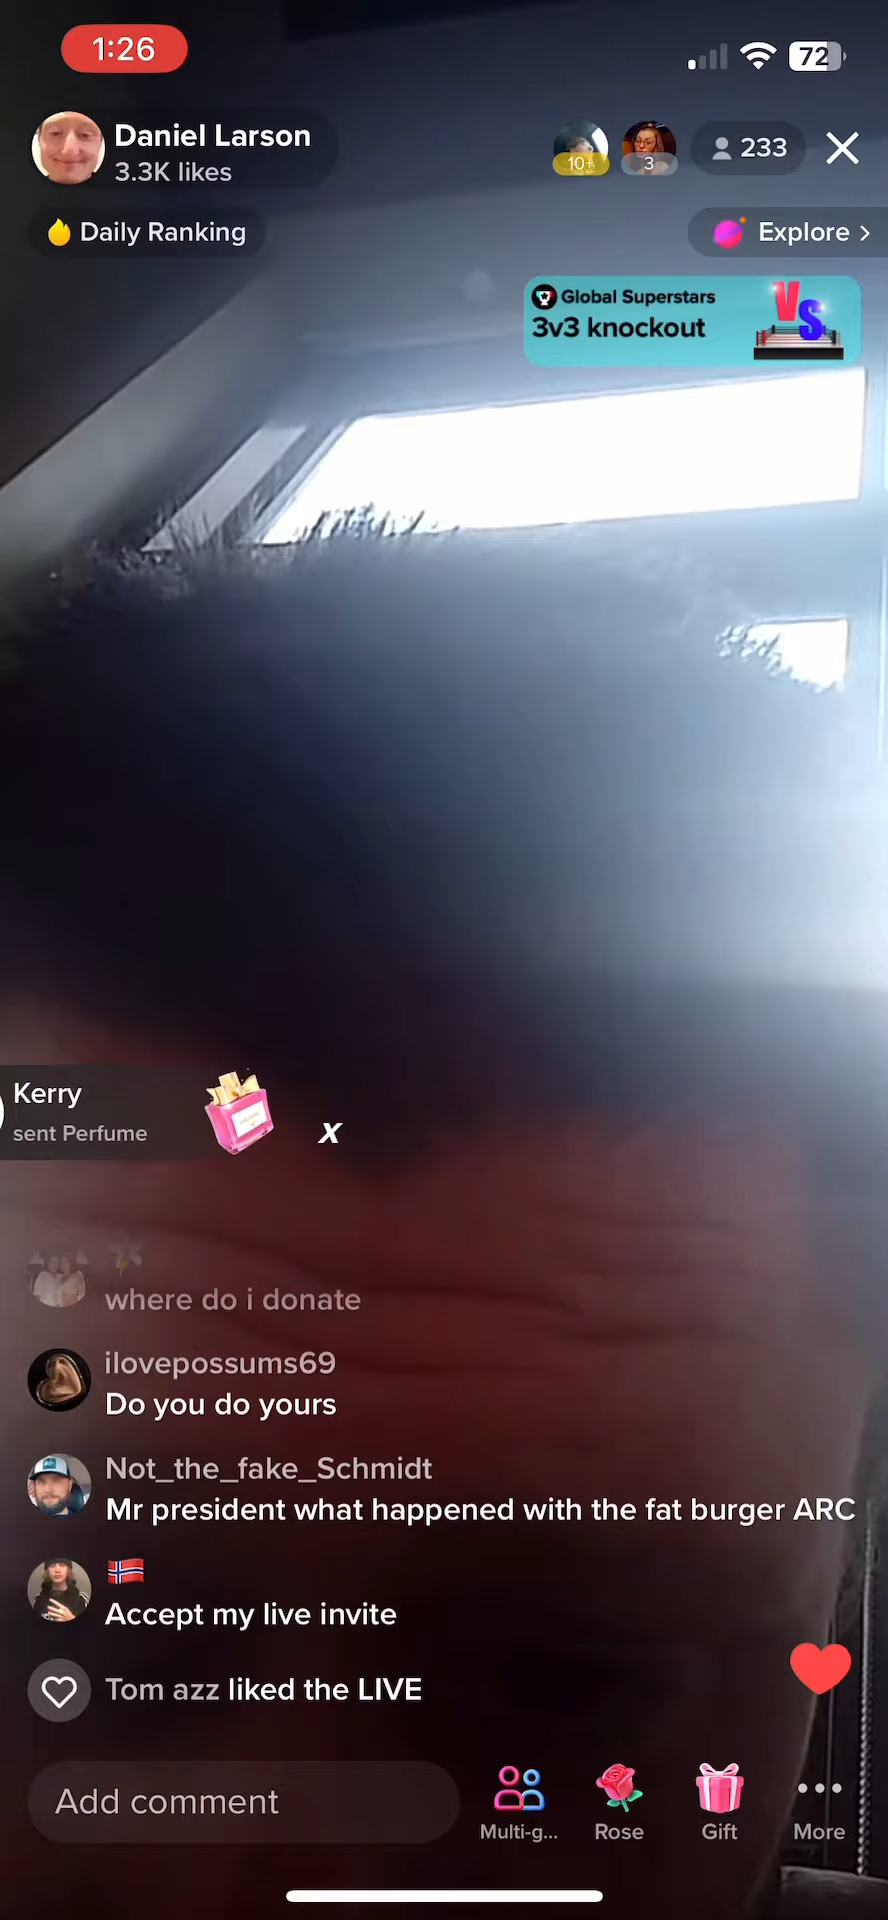 1:26
72
Daniel Larson
3.3K likes
10+
3
233
Daily Ranking
Explore >
Global Superstars
3v3 knockout
VS
Kerry
sent Perfume
x
where do i donate
ilovepossums69
Do you do yours
Not_the_fake_Schmidt
Mr president what happened with the fat burger ARC
🇳🇴
Accept my live invite
Tom azz liked the LIVE
Add comment
Multi-g...
Rose
Gift
More